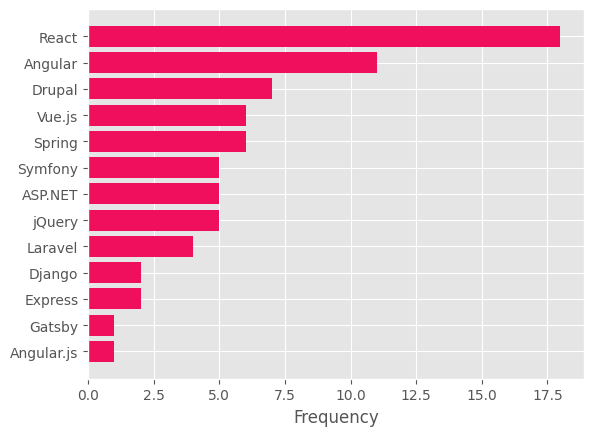 React
Angular
Drupal
Vue.js
Spring
Symfony
ASP.NET
jQuery
Laravel
Django
Express
Gatsby
Angular.js
0.0 2.5 5.0 7.5 10.0 12.5 15.0 17.5
Frequency